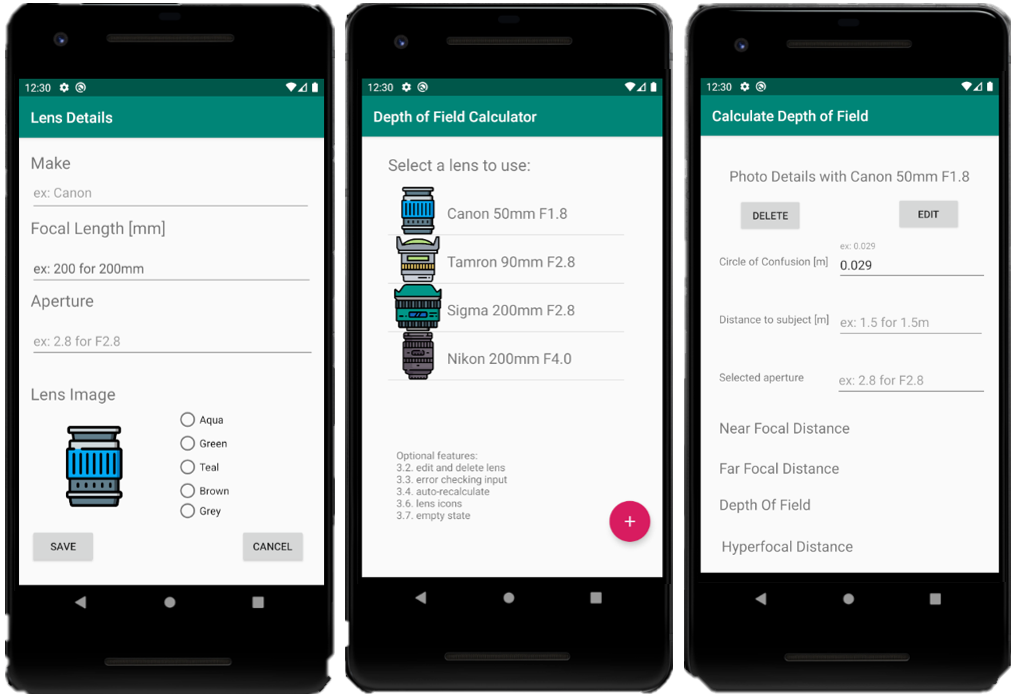 12:30
Lens Details
Make
ex: Canon
Focal Length [mm]
ex: 200 for 200mm
Aperture
ex: 2.8 for F2.8
Lens Image
Aqua
Green
Teal
Brown
Grey
SAVE
CANCEL
12:30
Depth of Field Calculator
Select a lens to use:
Canon 50mm F1.8
Tamron 90mm F2.8
Sigma 200mm F2.8
Nikon 200mm F4.0
Optional features:
3.2. edit and delete lens
3.3. error checking input
3.4. auto-recalculate
3.6. lens icons
3.7. empty state
+
12:30
Calculate Depth of Field
Photo Details with Canon 50mm F1.8
DELETE
EDIT
ex: 0.029
Circle of Confusion [m]
0.029
Distance to subject [m]
ex: 1.5 for 1.5m
Selected aperture
ex: 2.8 for F2.8
Near Focal Distance
Far Focal Distance
Depth Of Field
Hyperfocal Distance